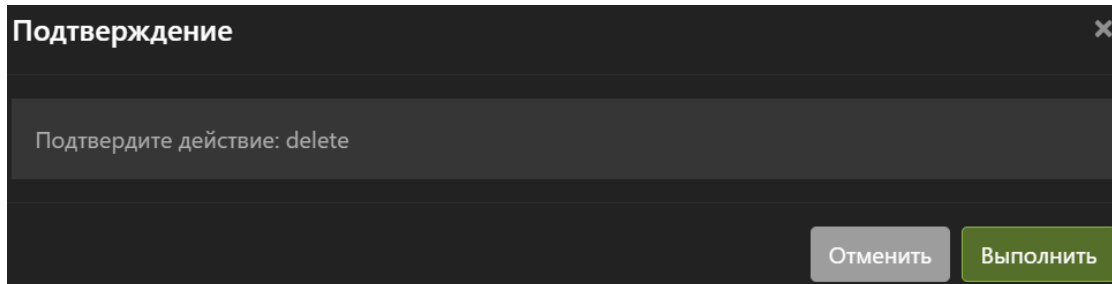 Подтверждение
Подтвердите действие: delete
Отменить Выполнить